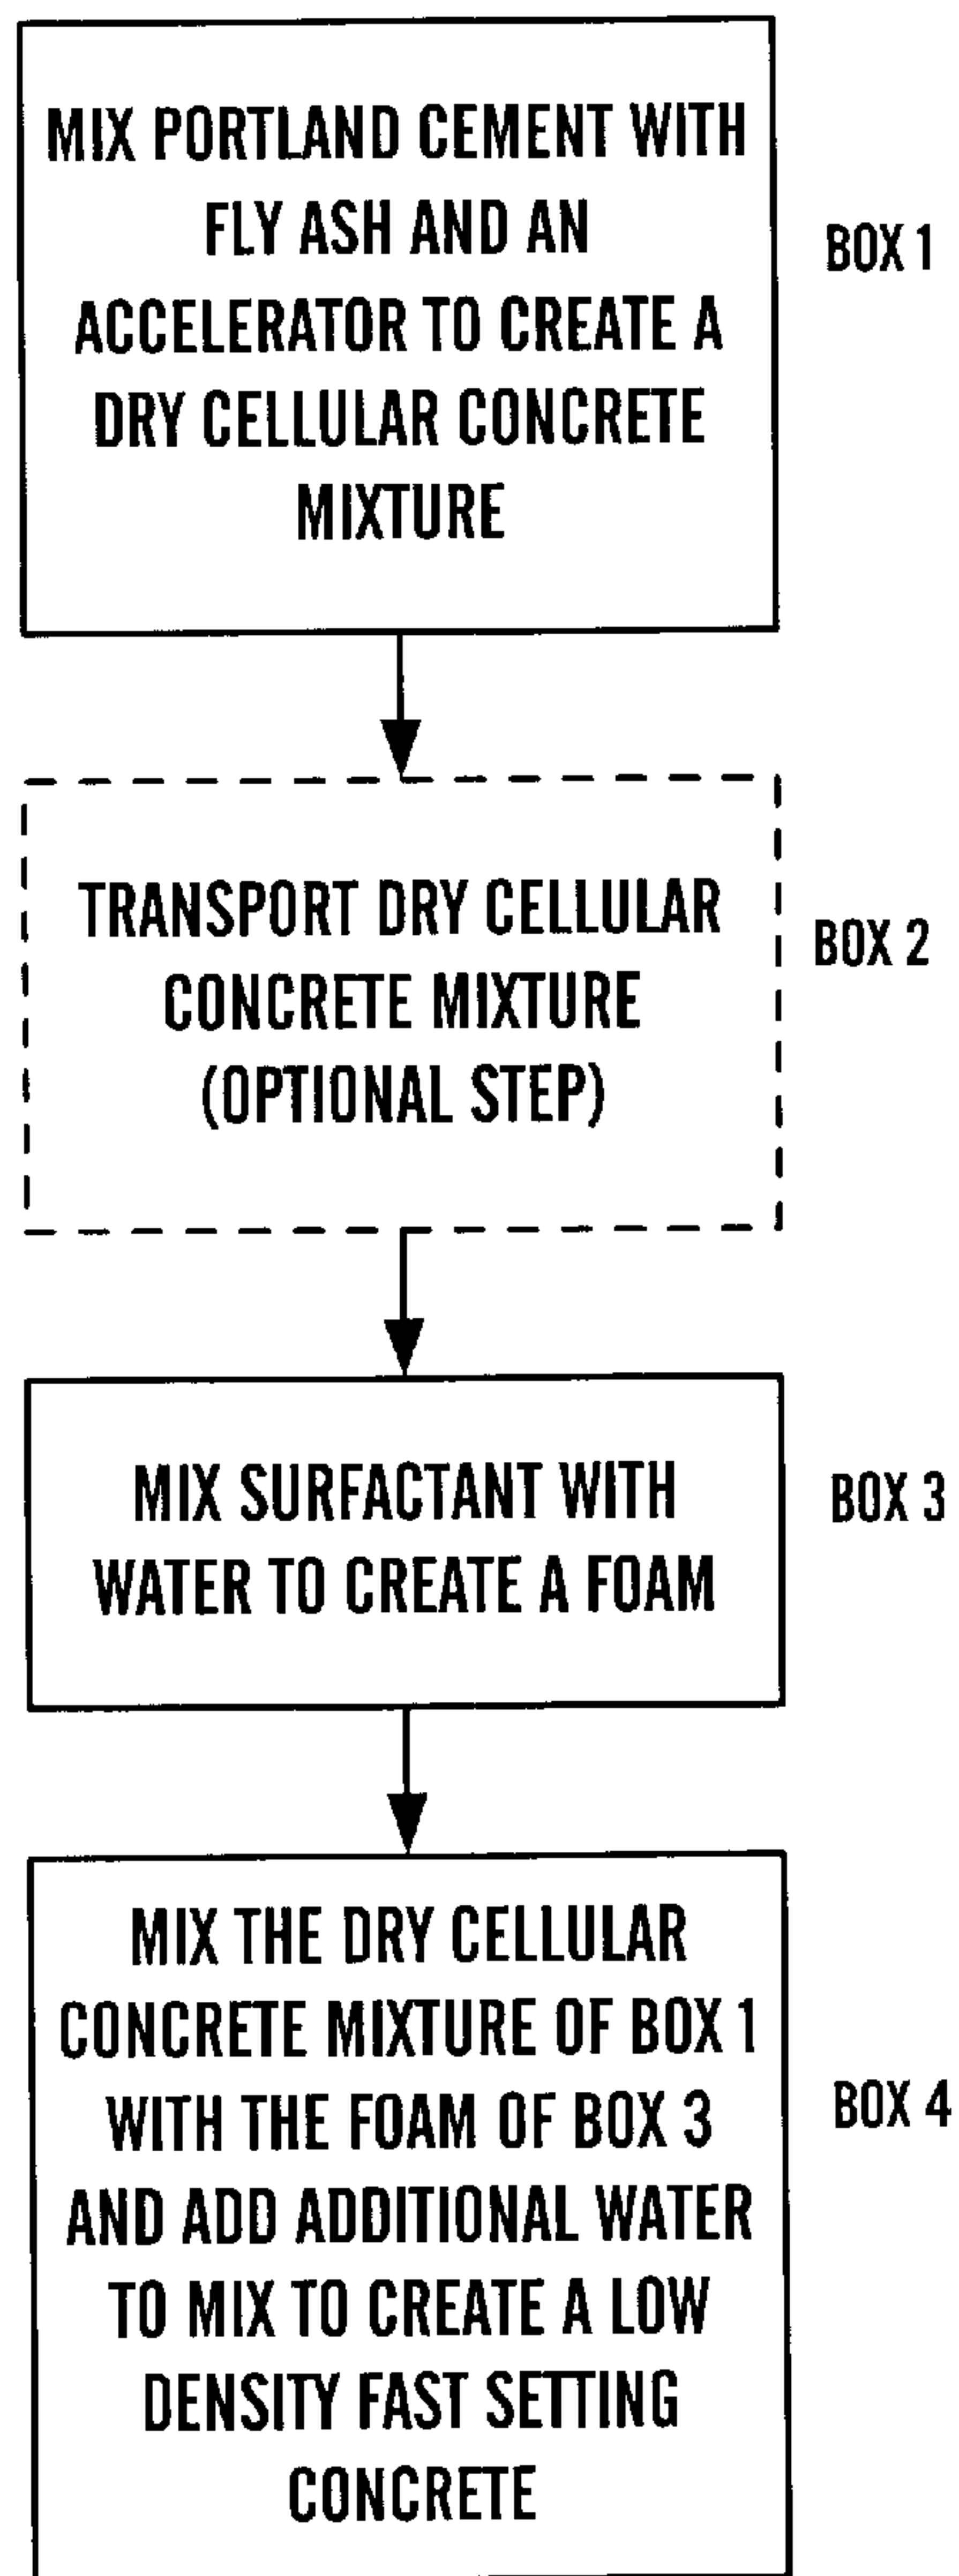 MIX PORTLAND CEMENT WITH
FLY ASH AND AN
ACCELERATOR TO CREATE A
DRY CELLULAR CONCRETE
MIXTURE
BOX 1
TRANSPORT DRY CELLULAR
CONCRETE MIXTURE
(OPTIONAL STEP)
BOX 2
MIX SURFACTANT WITH
WATER TO CREATE A FOAM
BOX 3
MIX THE DRY CELLULAR
CONCRETE MIXTURE OF BOX 1
WITH THE FOAM OF BOX 3
AND ADD ADDITIONAL WATER
TO MIX TO CREATE A LOW
DENSITY FAST SETTING
CONCRETE
BOX 4